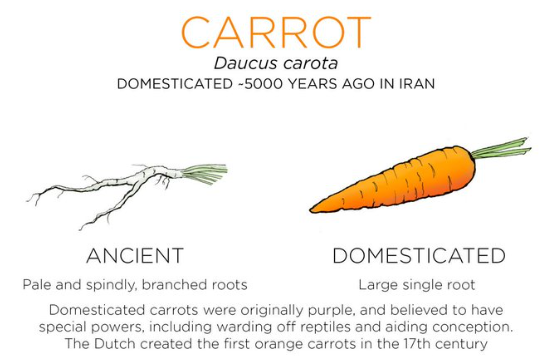 CARROT
Daucus carota
DOMESTICATED ~5000 YEARS AGO IN IRAN
ANCIENT
Pale and spindly, branched roots
DOMESTICATED
Large single root
Domesticated carrots were originally purple, and believed to have
special powers, including warding off reptiles and aiding conception.
The Dutch created the first orange carrots in the 17th century